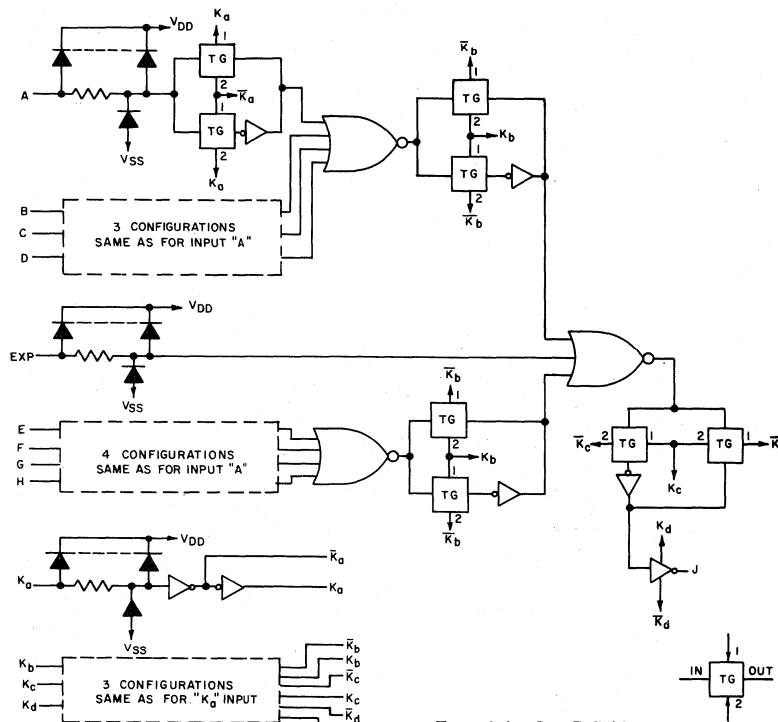 VDD
Ka
1
A
TG
2
K̅a
1
TG
2
Ka
VSS
K̅b
1
TG
2
Kb
1
TG
2
K̅b
B
C
D
3 CONFIGURATIONS
SAME AS FOR INPUT "A"
VDD
EXP
VSS
E
F
G
H
4 CONFIGURATIONS
SAME AS FOR INPUT "A"
K̅b
1
TG
2
Kb
1
TG
2
K̅b
K̅c
2
TG
1
Kc
2
TG
1
K̅
Kd
J
K̅d
VDD
Ka
K̅a
Ka
VSS
Kb
Kc
Kd
3 CONFIGURATIONS
SAME AS FOR "Ka" INPUT
K̅b
Kb
K̅c
Kc
K̅d
1
IN
TG
OUT
2